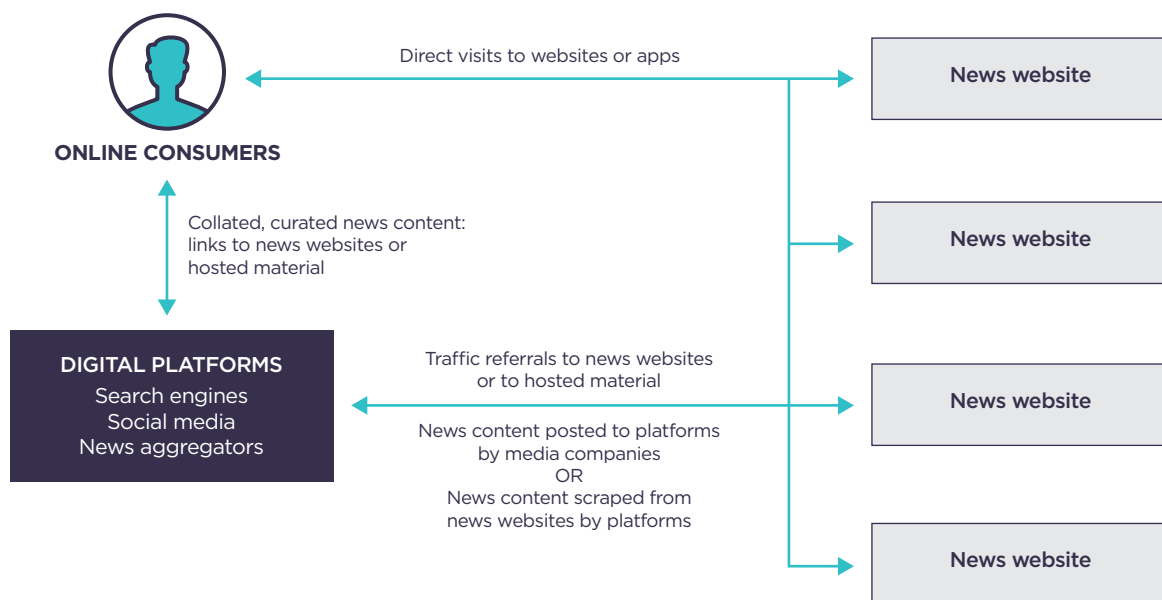 Direct visits to websites or apps
News website
ONLINE CONSUMERS
Collated, curated news content:
links to news websites or
hosted material
News website
DIGITAL PLATFORMS
Search engines
Social media
News aggregators
Traffic referrals to news websites
or to hosted material
News content posted to platforms
by media companies
OR
News content scraped from
news websites by platforms
News website
News website